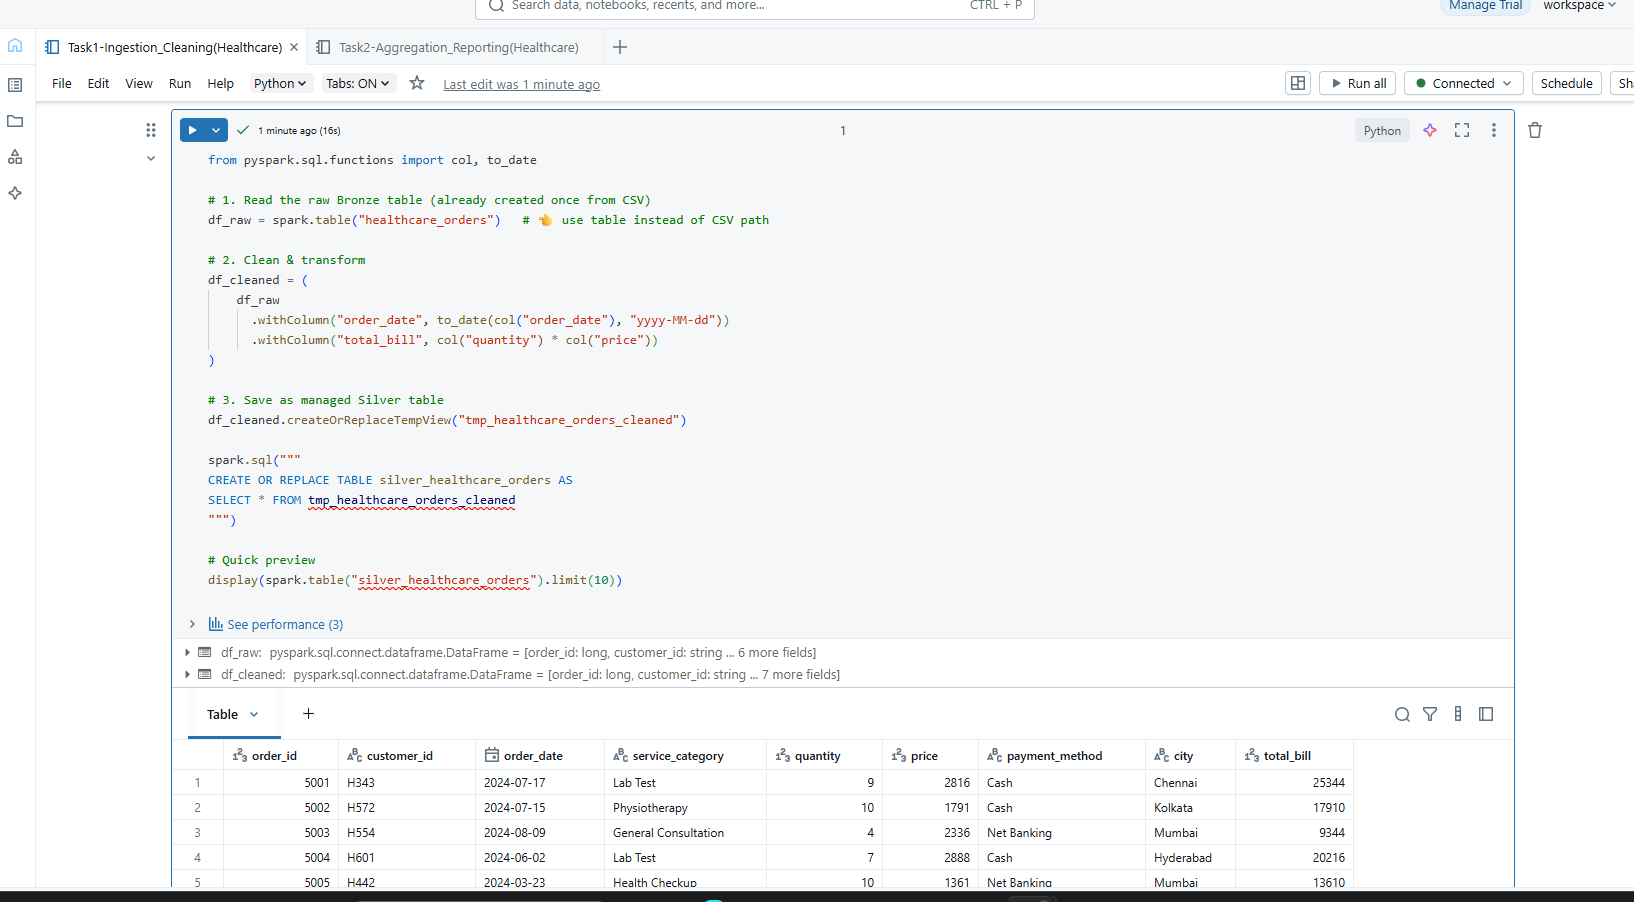 Search data, notebooks, recents, and more... CTRL + P
Manage Trial workspace
Task1-Ingestion_Cleaning(Healthcare) Task2-Aggregation_Reporting(Healthcare)
File Edit View Run Help Python Tabs: ON Last edit was 1 minute ago Run all Connected Schedule Sh
1 minute ago (16s) 1 Python
from pyspark.sql.functions import col, to_date
# 1. Read the raw Bronze table (already created once from CSV)
df_raw = spark.table("healthcare_orders") # 👈 use table instead of CSV path
# 2. Clean & transform
df_cleaned = (
df_raw
.withColumn("order_date", to_date(col("order_date"), "yyyy-MM-dd"))
.withColumn("total_bill", col("quantity") * col("price"))
)
# 3. Save as managed Silver table
df_cleaned.createOrReplaceTempView("tmp_healthcare_orders_cleaned")
spark.sql("""
CREATE OR REPLACE TABLE silver_healthcare_orders AS
SELECT * FROM tmp_healthcare_orders_cleaned
""")
# Quick preview
display(spark.table("silver_healthcare_orders").limit(10))
See performance (3)
df_raw: pyspark.sql.connect.dataframe.DataFrame = [order_id: long, customer_id: string ... 6 more fields]
df_cleaned: pyspark.sql.connect.dataframe.DataFrame = [order_id: long, customer_id: string ... 7 more fields]
Table
order_id customer_id order_date service_category quantity price payment_method city total_bill
1 5001 H343 2024-07-17 Lab Test 9 2816 Cash Chennai 25344
2 5002 H572 2024-07-15 Physiotherapy 10 1791 Cash Kolkata 17910
3 5003 H554 2024-08-09 General Consultation 4 2336 Net Banking Mumbai 9344
4 5004 H601 2024-06-02 Lab Test 7 2888 Cash Hyderabad 20216
5 5005 H442 2024-03-23 Health Checkup 10 1361 Net Banking Mumbai 13610